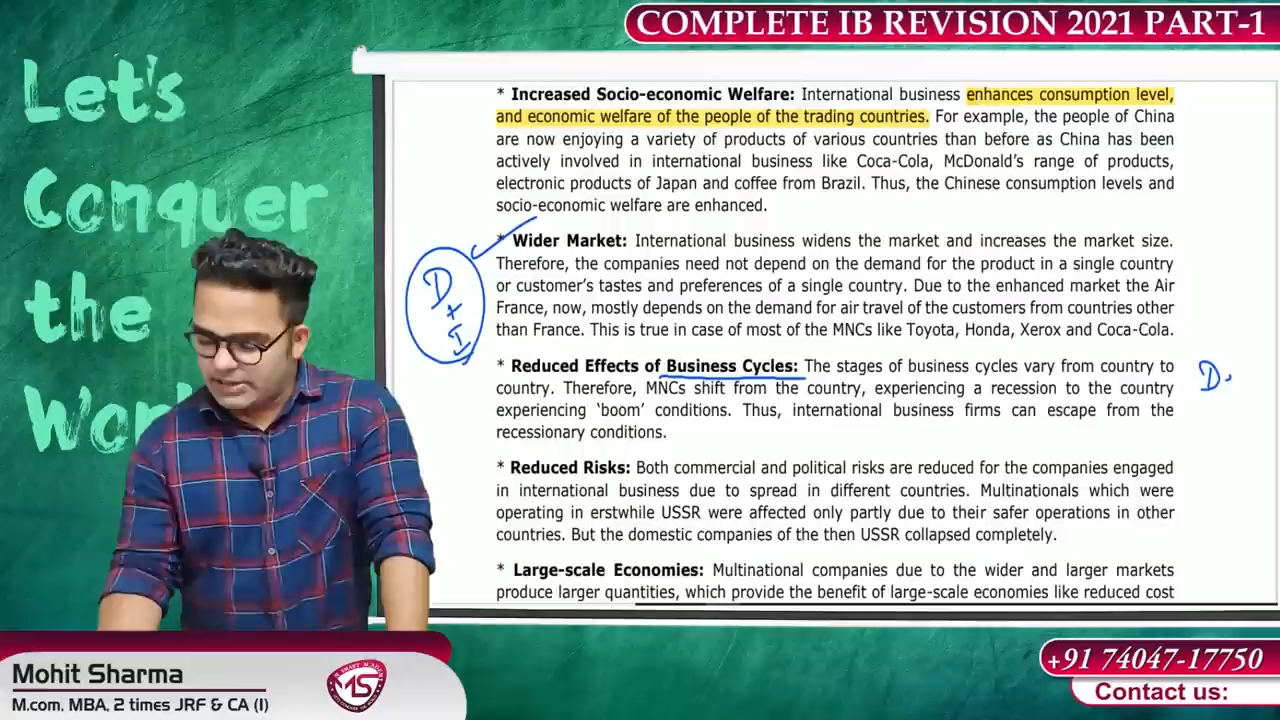 COMPLETE IB REVISION 2021 PART-1
Let's
Conquer
the
Wor
* Increased Socio-economic Welfare: International business enhances consumption level,
and economic welfare of the people of the trading countries. For example, the people of China
are now enjoying a variety of products of various countries than before as China has been
actively involved in international business like Coca-Cola, McDonald's range of products,
electronic products of Japan and coffee from Brazil. Thus, the Chinese consumption levels and
socio-economic welfare are enhanced.
* Wider Market: International business widens the market and increases the market size.
Therefore, the companies need not depend on the demand for the product in a single country
or customer's tastes and preferences of a single country. Due to the enhanced market the Air
France, now, mostly depends on the demand for air travel of the customers from countries other
than France. This is true in case of most of the MNCs like Toyota, Honda, Xerox and Coca-Cola.
D
+
I
* Reduced Effects of Business Cycles: The stages of business cycles vary from country to
country. Therefore, MNCs shift from the country, experiencing a recession to the country
experiencing ‘boom’ conditions. Thus, international business firms can escape from the
recessionary conditions.
D.
* Reduced Risks: Both commercial and political risks are reduced for the companies engaged
in international business due to spread in different countries. Multinationals which were
operating in erstwhile USSR were affected only partly due to their safer operations in other
countries. But the domestic companies of the then USSR collapsed completely.
* Large-scale Economies: Multinational companies due to the wider and larger markets
produce larger quantities, which provide the benefit of large-scale economies like reduced cost
Mohit Sharma
M.com, MBA, 2 times JRF & CA (I)
MS
+91 74047-17750
Contact us: